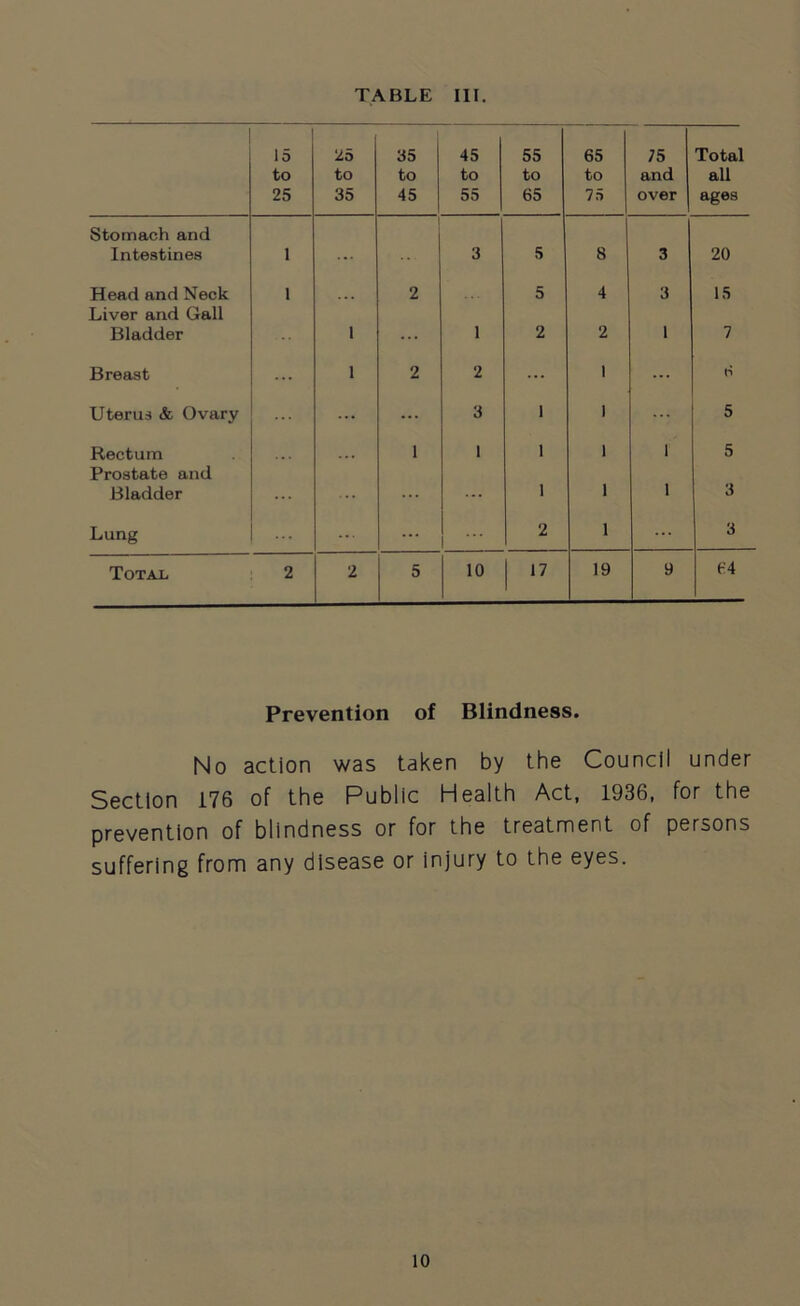 TABLE III.
15 to 25 | 25 to 35 | 35 to 45 | 45 to 55 | 55 to 65 | 65 to 75 | 75 and over | Total all ages
Stomach and
Intestines 1 ... .. 3 5 8 3 20
Head and Neck 1 ... 2 ... 5 4 3 15
Liver and Gall
Bladder .. 1 ... 1 2 2 1 7
Breast ... 1 2 2 ... 1 ... 6
Uterus & Ovary ... ... ... 3 1 1 ... 5
Rectum ... ... 1 1 1 1 1 5
Prostate and
Bladder ... .. ... ... 1 1 1 3
Lung ... ... ... ... 2 1 ... 3
TOTAL 2 2 5 10 17 19 9 64
Prevention of Blindness.
No action was taken by the Council under
Section 176 of the Public Health Act, 1936, for the
prevention of blindness or for the treatment of persons
suffering from any disease or injury to the eyes.
10